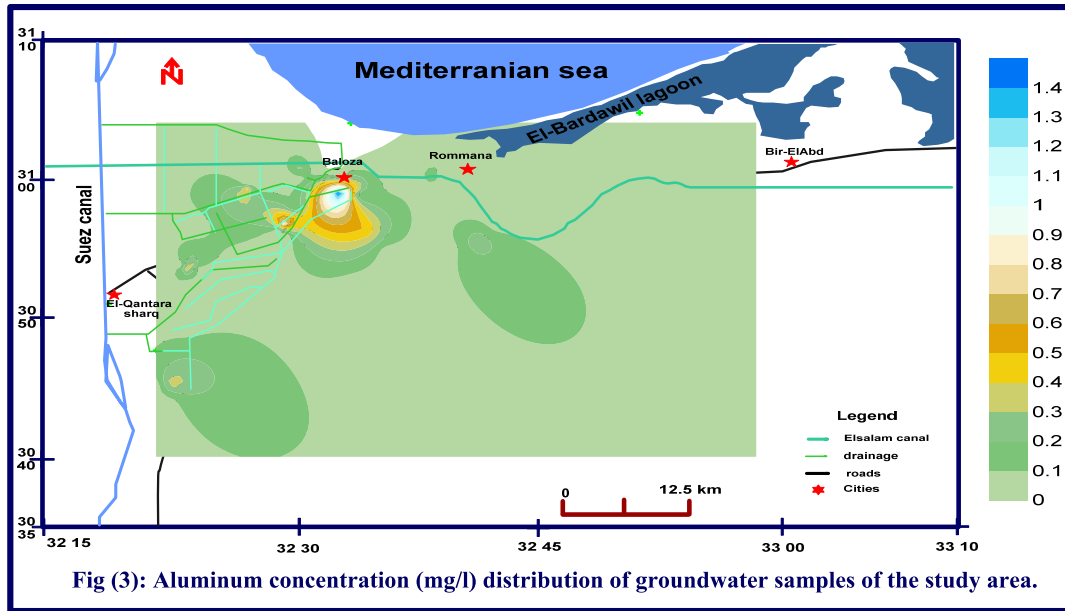 31
10
Mediterranian sea
El-Bardawil lagoon
N
Bir-ElAbd
Rommana
Baloza
31
00
Suez canal
El-Qantara
sharq
30
50
30
40
30
35
32 15
32 30
32 45
33 00
33 10
Legend
Elsalam canal
drainage
roads
Cities
0
12.5 km
1.4
1.3
1.2
1.1
1
0.9
0.8
0.7
0.6
0.5
0.4
0.3
0.2
0.1
0
Fig (3): Aluminum concentration (mg/l) distribution of groundwater samples of the study area.